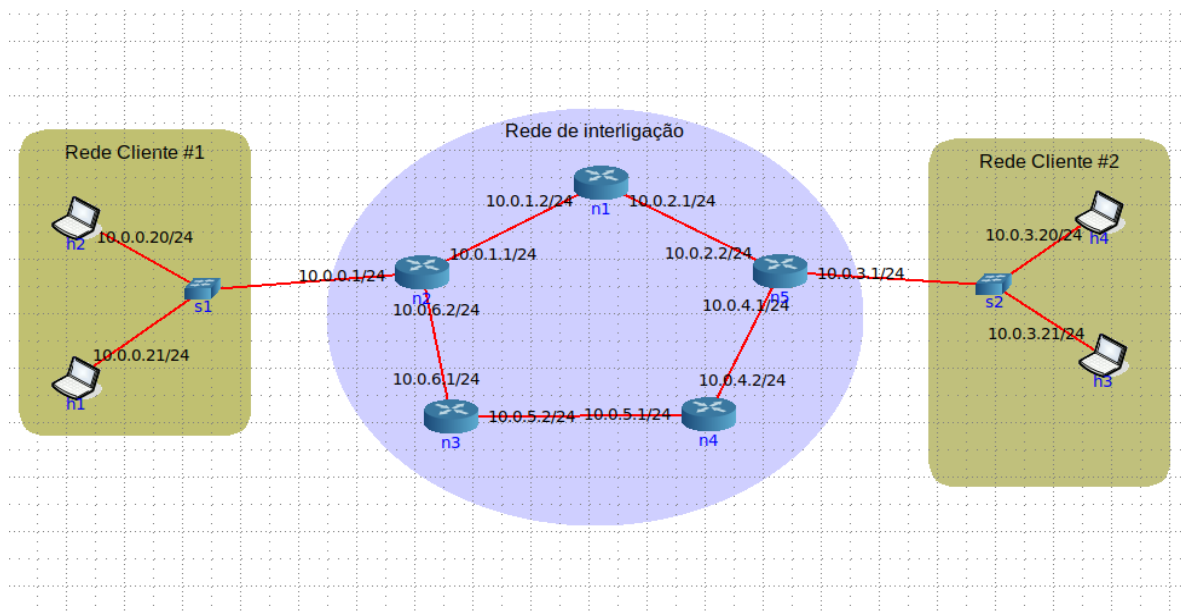 Rede de interligação
Rede Cliente #1
Rede Cliente #2
10.0.1.2/24
10.0.2.1/24
n1
h2
10.0.0.20/24
10.0.3.20/24
h4
10.0.1.1/24
10.0.2.2/24
10.0.0.1/24
n2
10.0.3.1/24
n5
s1
s2
10.0.6.2/24
10.0.4.1/24
10.0.0.21/24
10.0.3.21/24
h1
h3
10.0.6.1/24
10.0.4.2/24
10.0.5.2/24
10.0.5.1/24
n3
n4